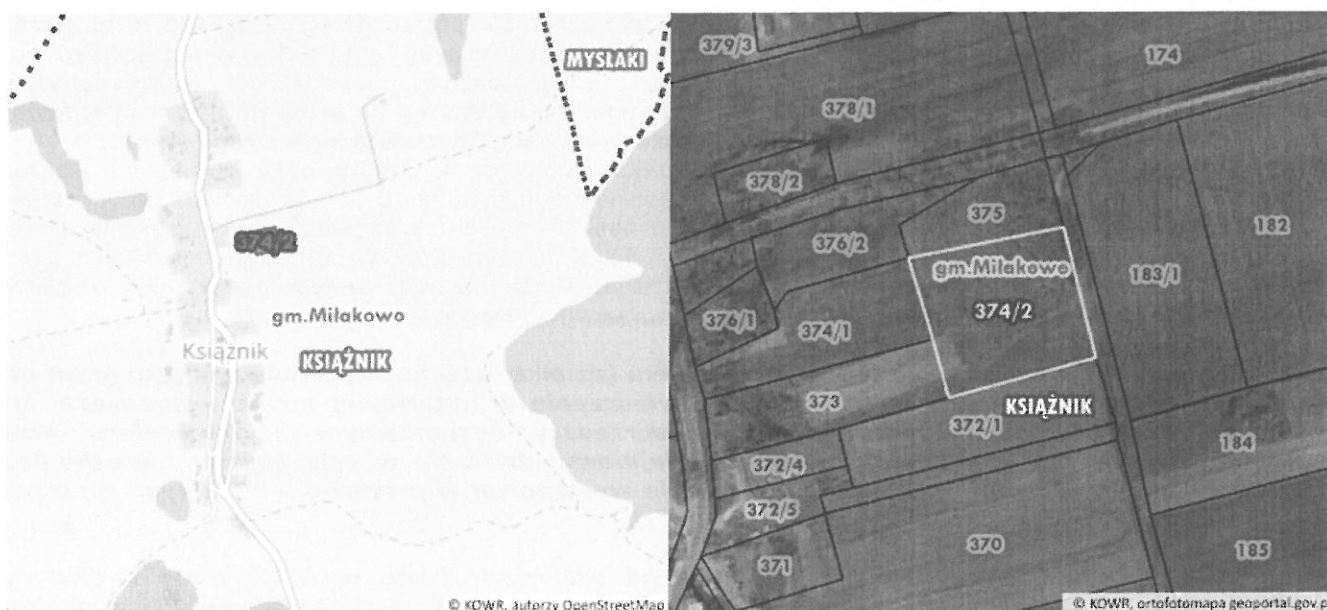 MYSŁAKI
374/2
gm.Miłakowo
Książnik
KSIĄŻNIK
© KOWR, autorzy OpenStreetMap
379/3
174
378/1
378/2
375
182
376/2
gm.Miłakowo
183/1
374/2
376/1
374/1
373
KSIĄŻNIK
372/1
184
372/4
372/5
370
371
185
© KOWR, ortofotomapa geoportal.gov.p